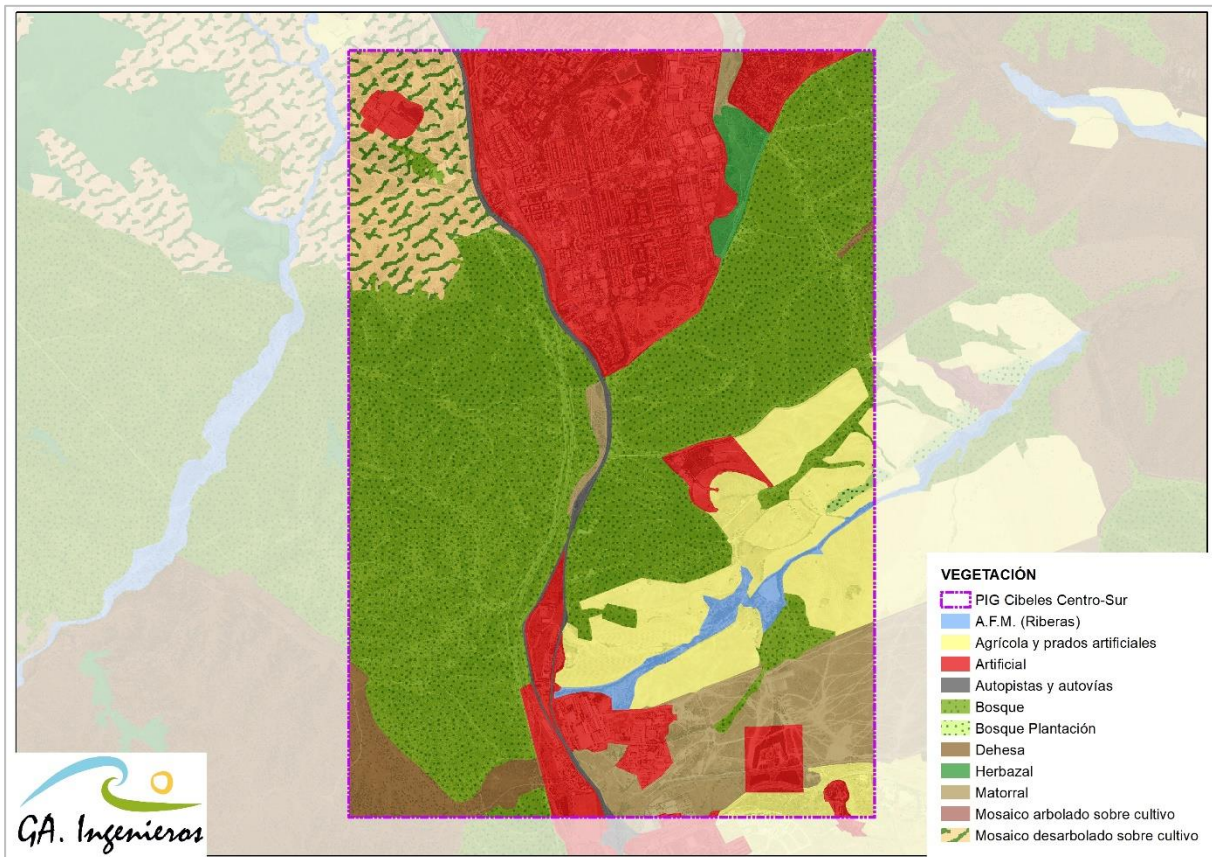 VEGETACIÓN
PIG Cibeles Centro-Sur
A.F.M. (Riberas)
Agrícola y prados artificiales
Artificial
Autopistas y autovías
Bosque
Bosque Plantación
Dehesa
Herbazal
Matorral
Mosaico arbolado sobre cultivo
Mosaico desarbolado sobre cultivo
GA. Ingenieros